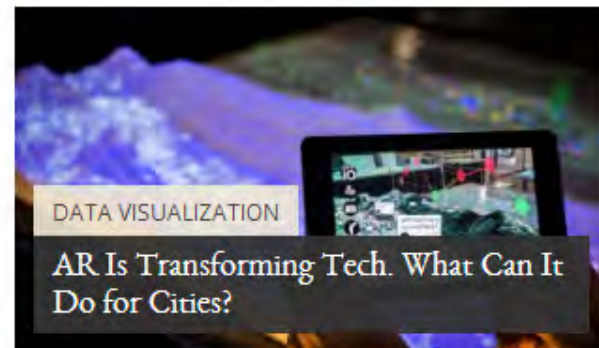 DATA VISUALIZATION
AR Is Transforming Tech. What Can It
Do for Cities?